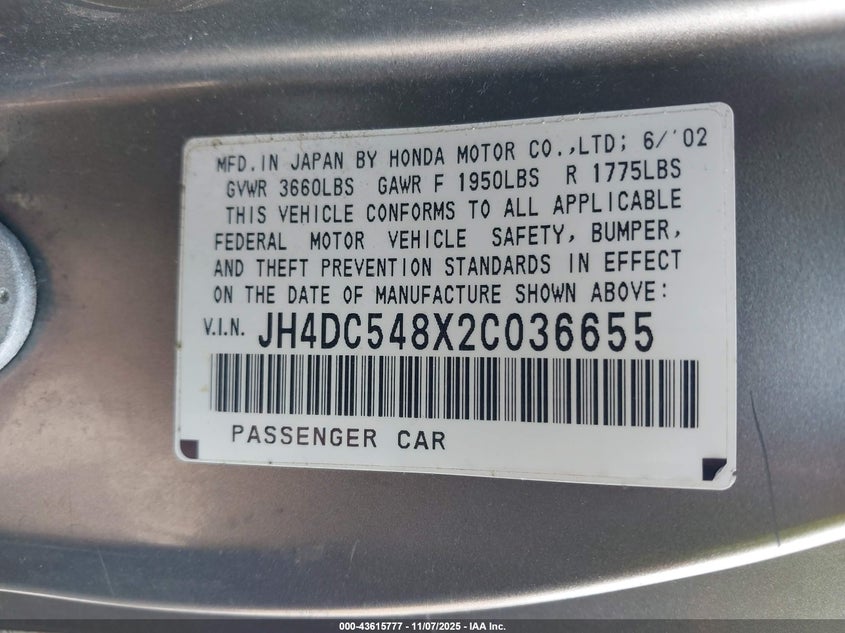 MFD. IN JAPAN BY HONDA MOTOR CO.,LTD; 6/'02
GVWR 3660LBS GAWR F 1950LBS R 1775LBS
THIS VEHICLE CONFORMS TO ALL APPLICABLE
FEDERAL MOTOR VEHICLE SAFETY, BUMPER,
AND THEFT PREVENTION STANDARDS IN EFFECT
ON THE DATE OF MANUFACTURE SHOWN ABOVE:
V.I.N. JH4DC548X2C036655
PASSENGER CAR
000-43615777 - 11/07/2025 - IAA Inc.